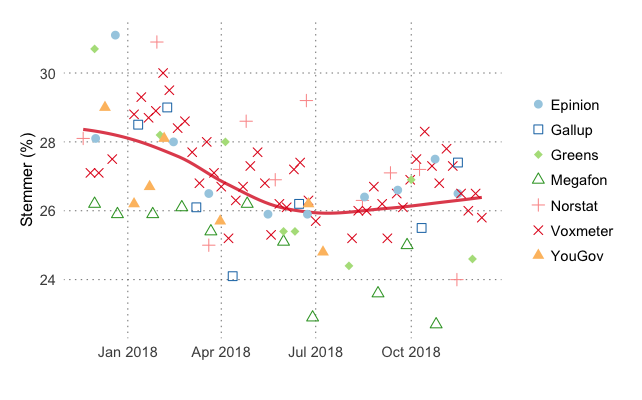 Stemmer (%)
30
28
26
24
Jan 2018
Apr 2018
Jul 2018
Oct 2018
Epinion
Gallup
Greens
Megafon
Norstat
Voxmeter
YouGov